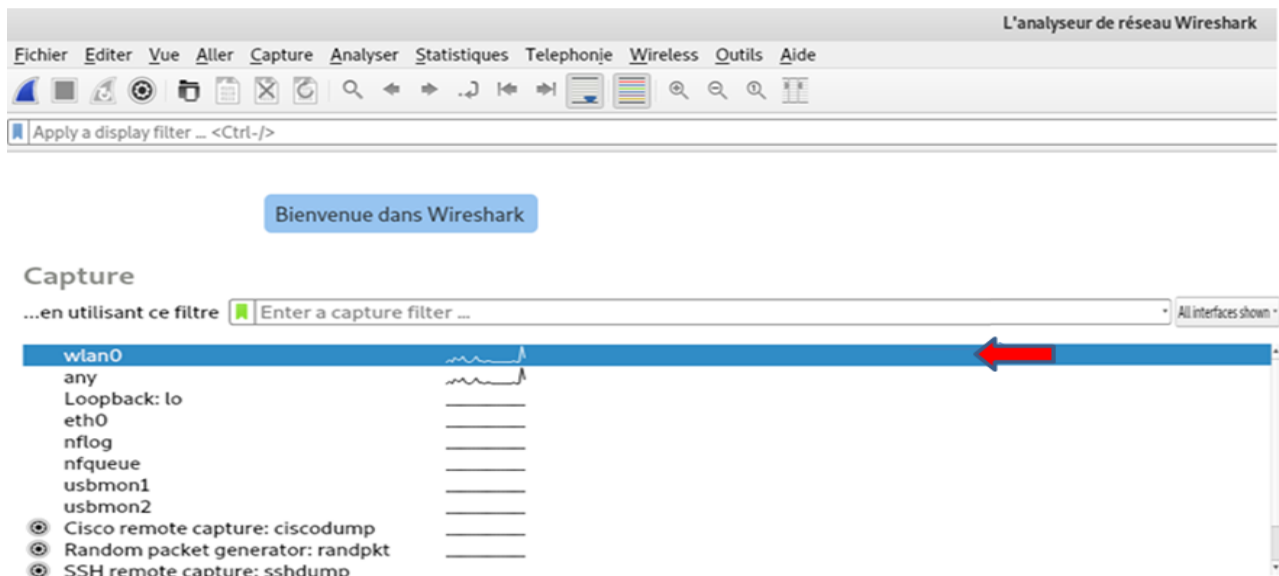 L'analyseur de réseau Wireshark
Fichier Editer Vue Aller Capture Analyser Statistiques Telephonie Wireless Outils Aide
Apply a display filter ... <Ctrl-/>
Bienvenue dans Wireshark
Capture
...en utilisant ce filtre Enter a capture filter ... All interfaces shown
wlan0
any
Loopback: lo
eth0
nflog
nfqueue
usbmon1
usbmon2
Cisco remote capture: ciscodump
Random packet generator: randpkt
SSH remote capture: sshdump